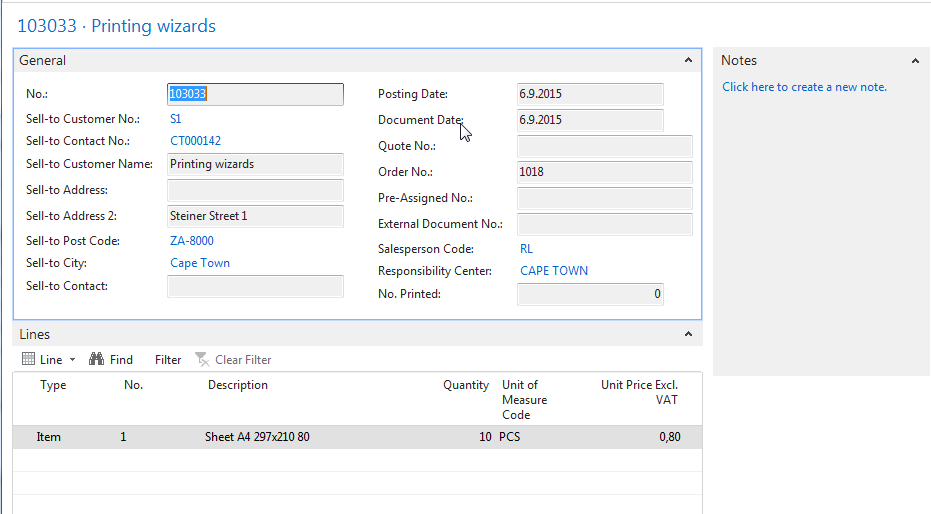 103033 · Printing wizards
General
No.: 103033
Sell-to Customer No.: S1
Sell-to Contact No.: CT000142
Sell-to Customer Name: Printing wizards
Sell-to Address:
Sell-to Address 2: Steiner Street 1
Sell-to Post Code: ZA-8000
Sell-to City: Cape Town
Sell-to Contact:
Posting Date: 6.9.2015
Document Date: 6.9.2015
Quote No.:
Order No.: 1018
Pre-Assigned No.:
External Document No.:
Salesperson Code: RL
Responsibility Center: CAPE TOWN
No. Printed: 0
Notes
Click here to create a new note.
Lines
Line Find Filter Clear Filter
Type No. Description Quantity Unit of Measure Code Unit Price Excl. VAT
Item 1 Sheet A4 297x210 80 10 PCS 0,80